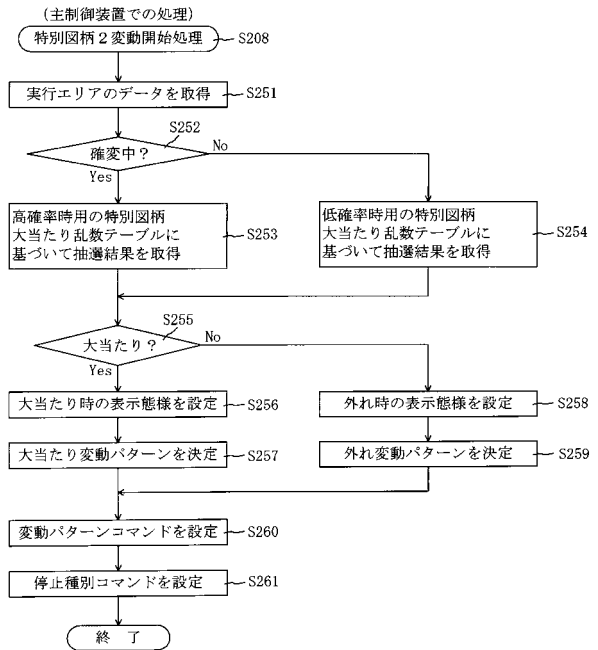 (主制御装置での処理)
特別図柄2変動開始処理
S208
実行エリアのデータを取得
S251
S252
確変中?
No
Yes
高確率時用の特別図柄
大当たり乱数テーブルに
基づいて抽選結果を取得
S253
低確率時用の特別図柄
大当たり乱数テーブルに
基づいて抽選結果を取得
S254
S255
大当たり?
No
Yes
大当たり時の表示態様を設定
S256
外れ時の表示態様を設定
S258
大当たり変動パターンを決定
S257
外れ変動パターンを決定
S259
変動パターンコマンドを設定
S260
停止種別コマンドを設定
S261
終 了